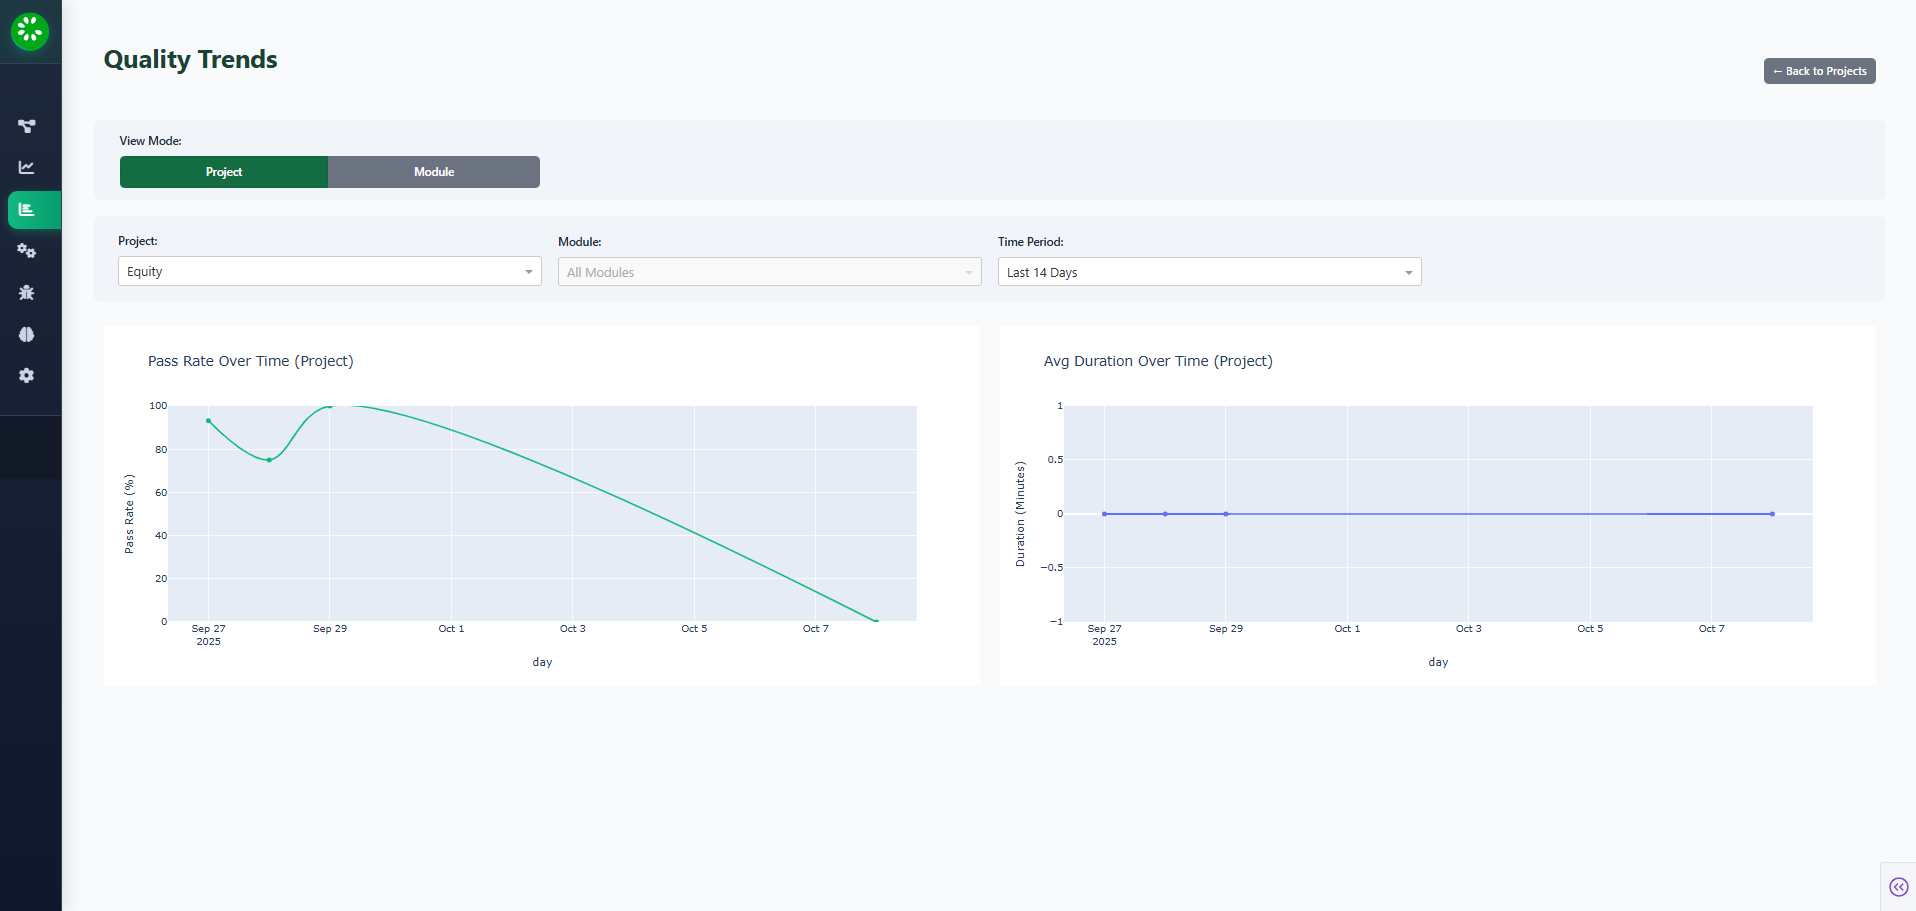 Quality Trends
← Back to Projects
View Mode:
Project
Module
Project:
Module:
Time Period:
Equity
All Modules
Last 14 Days
Pass Rate Over Time (Project)
100
80
60
40
20
0
Pass Rate (%)
Sep 27
2025
Sep 29
Oct 1
Oct 3
Oct 5
Oct 7
day
Avg Duration Over Time (Project)
1
0.5
0
−0.5
−1
Duration (Minutes)
Sep 27
2025
Sep 29
Oct 1
Oct 3
Oct 5
Oct 7
day